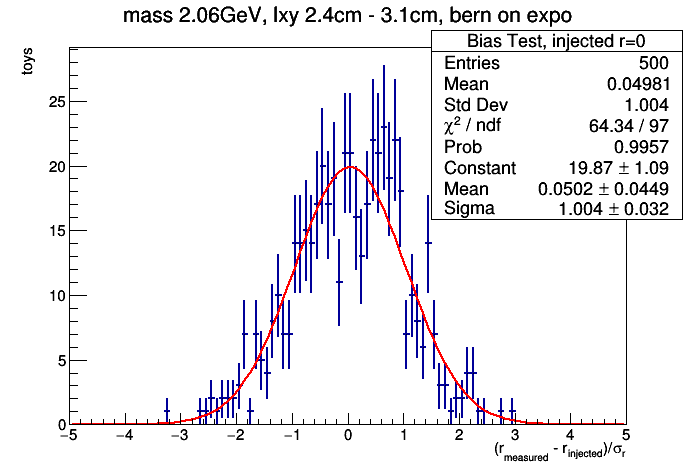 mass 2.06GeV, lxy 2.4cm - 3.1cm, bern on expo
toys
Bias Test, injected r=0
Entries 500
Mean 0.04981
Std Dev 1.004
χ² / ndf 64.34 / 97
Prob 0.9957
Constant 19.87 ± 1.09
Mean 0.0502 ± 0.0449
Sigma 1.004 ± 0.032
25
20
15
10
5
0
−5 −4 −3 −2 −1 0 1 2 3 4 5
(r_measured - r_injected)/σ_r